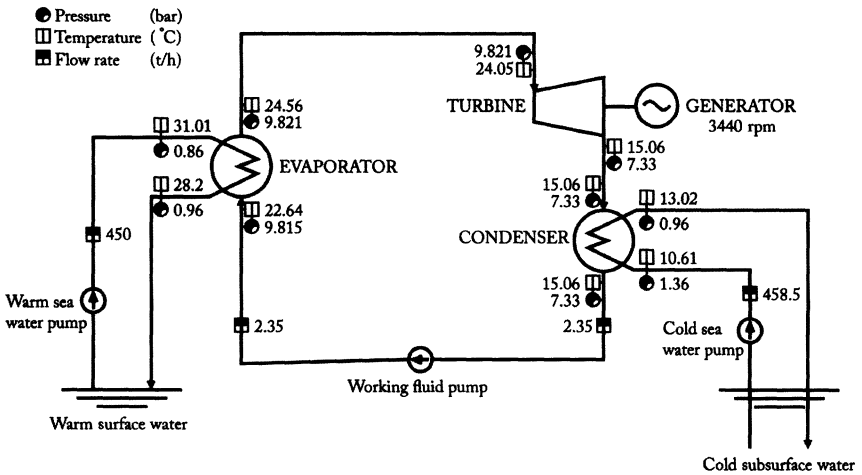 Pressure (bar)
Temperature (°C)
Flow rate (t/h)
9.821
24.05
TURBINE
GENERATOR
3440 rpm
24.56
9.821
31.01
0.86
EVAPORATOR
28.2
0.96
22.64
9.815
15.06
7.33
15.06
7.33
13.02
0.96
CONDENSER
10.61
1.36
15.06
7.33
450
458.5
Warm sea
water pump
2.35
2.35
Cold sea
water pump
Working fluid pump
Warm surface water
Cold subsurface water